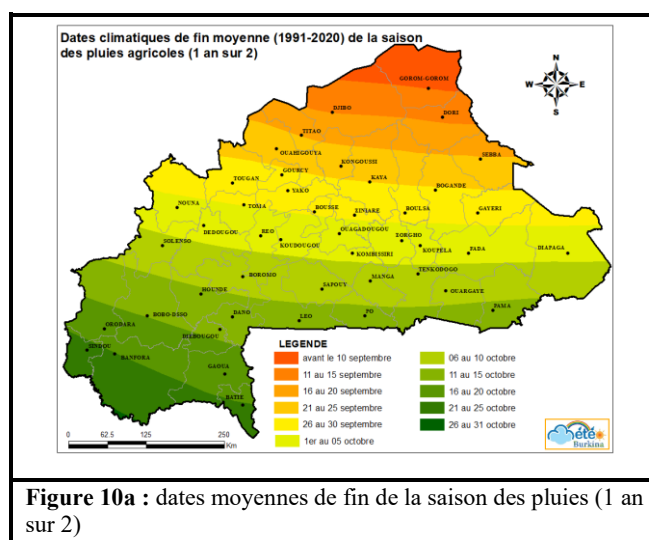 Dates climatiques de fin moyenne (1991-2020) de la saison
des pluies agricoles (1 an sur 2)
N
W E
S
GOROM-GOROM
DJIBO
DORI
TITAO
OUAHIGOUYA
KONGOUSSI
SEBBA
GOURCY
TOUGAN
KAYA
YAKO
BOGANDE
NOUNA
TOMA
BOUSSE
ZINIARE
BOULSA
GAYERI
DEDOUGOU
REO
OUAGADOUGOU
SOLENSO
KOUDOUGOU
ZORGHO
KOUPÉLA
FADA
DIAPAGA
KOMBISSIRI
BOROMO
TENKODOGO
MANGA
HOUNDE
SAPOUY
OUARGAYE
BOBO-DSSO
DANO
LEO
PO
PAMA
ORODARA
DIEBOUGOU
SINDOU
BANFORA
GAOUA
BATIE
LEGENDE
avant le 10 septembre
11 au 15 septembre
16 au 20 septembre
21 au 25 septembre
26 au 30 septembre
1er au 05 octobre
06 au 10 octobre
11 au 15 octobre
16 au 20 octobre
21 au 25 octobre
26 au 31 octobre
0 62.5 125 250
Km
météo
Burkina
Figure 10a : dates moyennes de fin de la saison des pluies (1 an
sur 2)